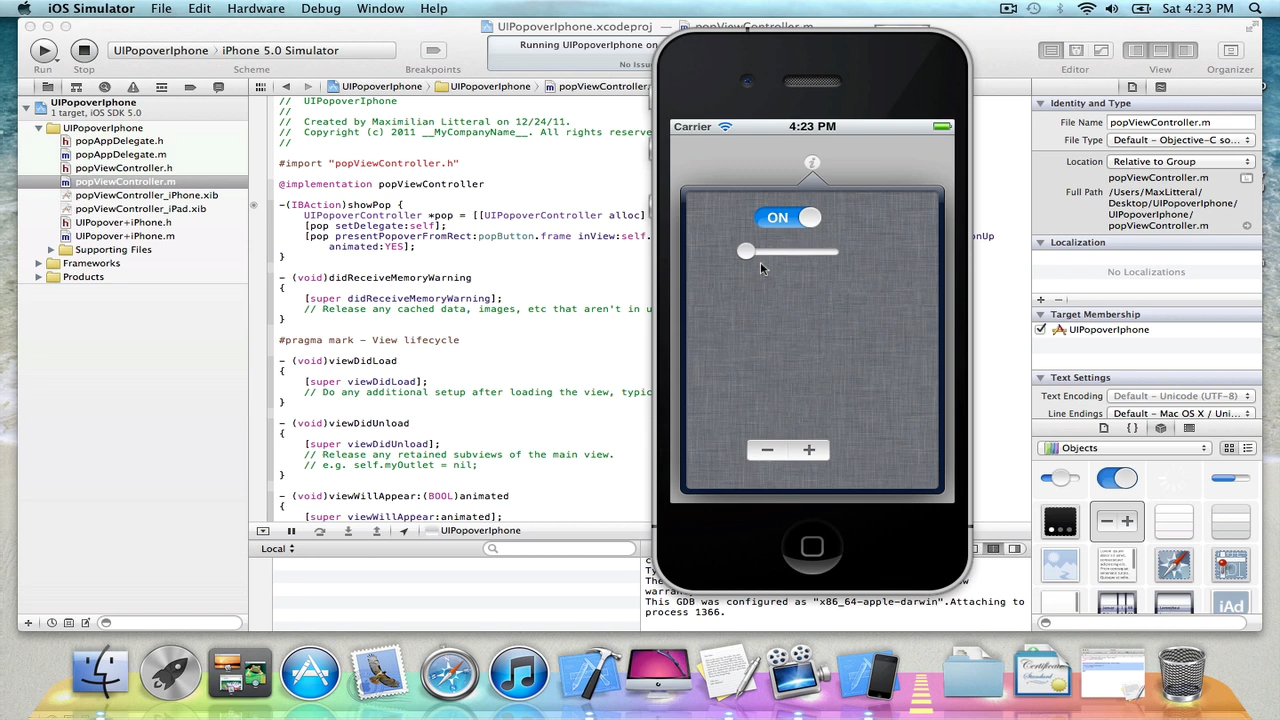 iOS Simulator File Edit Hardware Debug Window Help Sat 4:23 PM
UIPopoverIphone.xcodeproj — popViewController.m
UIPopoverIphone iPhone 5.0 Simulator
Run Stop Scheme Breakpoints
Running UIPopoverIphone on
No Issu
Editor View Organizer
UIPopoverIphone UIPopoverIphone popViewController
UIPopoverIphone
1 target, iOS SDK 5.0
UIPopoverIphone
popAppDelegate.h
popAppDelegate.m
popViewController.h
popViewController.m
popViewController_iPhone.xib
popViewController_iPad.xib
UIPopover+iPhone.h
UIPopover+iPhone.m
Supporting Files
Frameworks
Products
// UIPopoverIphone
//
// Created by Maximilian Litteral on 12/24/11.
// Copyright (c) 2011 __MyCompanyName__. All rights reserve
//
#import "popViewController.h"
@implementation popViewController
-(IBAction)showPop {
UIPopoverController *pop = [[UIPopoverController alloc]
[pop setDelegate:self];
[pop presentPopoverFromRect:popButton.frame inView:self. onUp
animated:YES];
}
- (void)didReceiveMemoryWarning
{
[super didReceiveMemoryWarning];
// Release any cached data, images, etc that aren't in u
}
#pragma mark - View lifecycle
- (void)viewDidLoad
{
[super viewDidLoad];
// Do any additional setup after loading the view, typic
}
- (void)viewDidUnload
{
[super viewDidUnload];
// Release any retained subviews of the main view.
// e.g. self.myOutlet = nil;
}
- (void)viewWillAppear:(BOOL)animated
{
[super viewWillAppear:animated];
UIPopoverIphone
Local
warran
This GDB was configured as "x86_64-apple-darwin".Attaching to
process 1366.
Carrier 4:23 PM
ON
Identity and Type
File Name popViewController.m
File Type Default - Objective-C so...
Location Relative to Group
popViewController.m
Full Path /Users/MaxLitteral/
Desktop/UIPopoverIphone/
UIPopoverIphone/
popViewController.m
Localization
No Localizations
Target Membership
UIPopoverIphone
Text Settings
Text Encoding Default - Unicode (UTF-8)
Line Endings Default - Mac OS X / Uni...
Objects
iAd